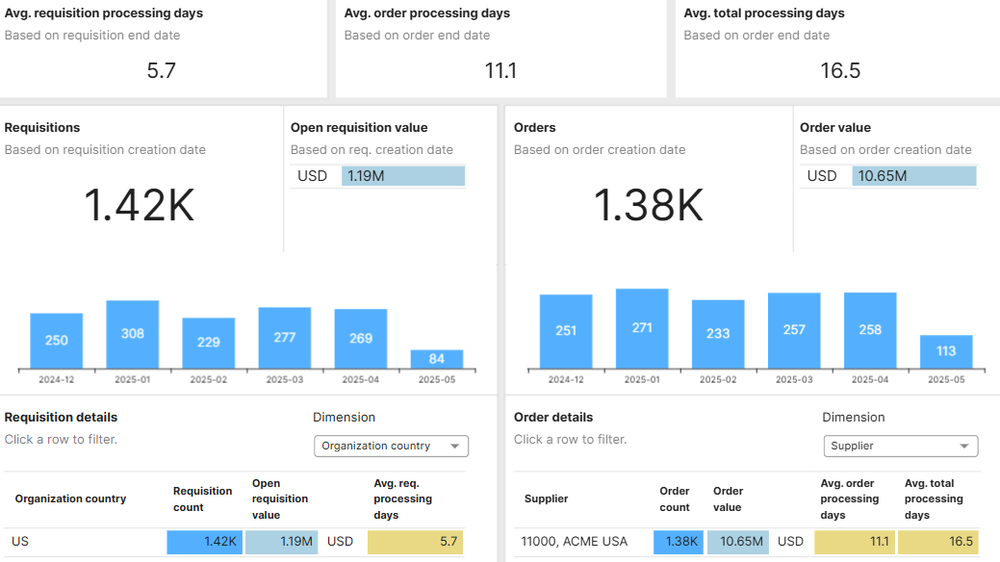 Avg. requisition processing days
Based on requisition end date
5.7
Avg. order processing days
Based on order end date
11.1
Avg. total processing days
Based on order end date
16.5
Requisitions
Based on requisition creation date
1.42K
Open requisition value
Based on req. creation date
USD 1.19M
250 308 229 277 269 84
2024-12 2025-01 2025-02 2025-03 2025-04 2025-05
Orders
Based on order creation date
1.38K
Order value
Based on order creation date
USD 10.65M
251 271 233 257 258 113
2024-12 2025-01 2025-02 2025-03 2025-04 2025-05
Requisition details
Click a row to filter.
Dimension
Organization country
Organization country
Requisition
count
Open
requisition
value
Avg. req.
processing
days
US 1.42K 1.19M USD 5.7
Order details
Click a row to filter.
Dimension
Supplier
Supplier
Order
count
Order
value
Avg. order
processing
days
Avg. total
processing
days
11000, ACME USA 1.38K 10.65M USD 11.1 16.5